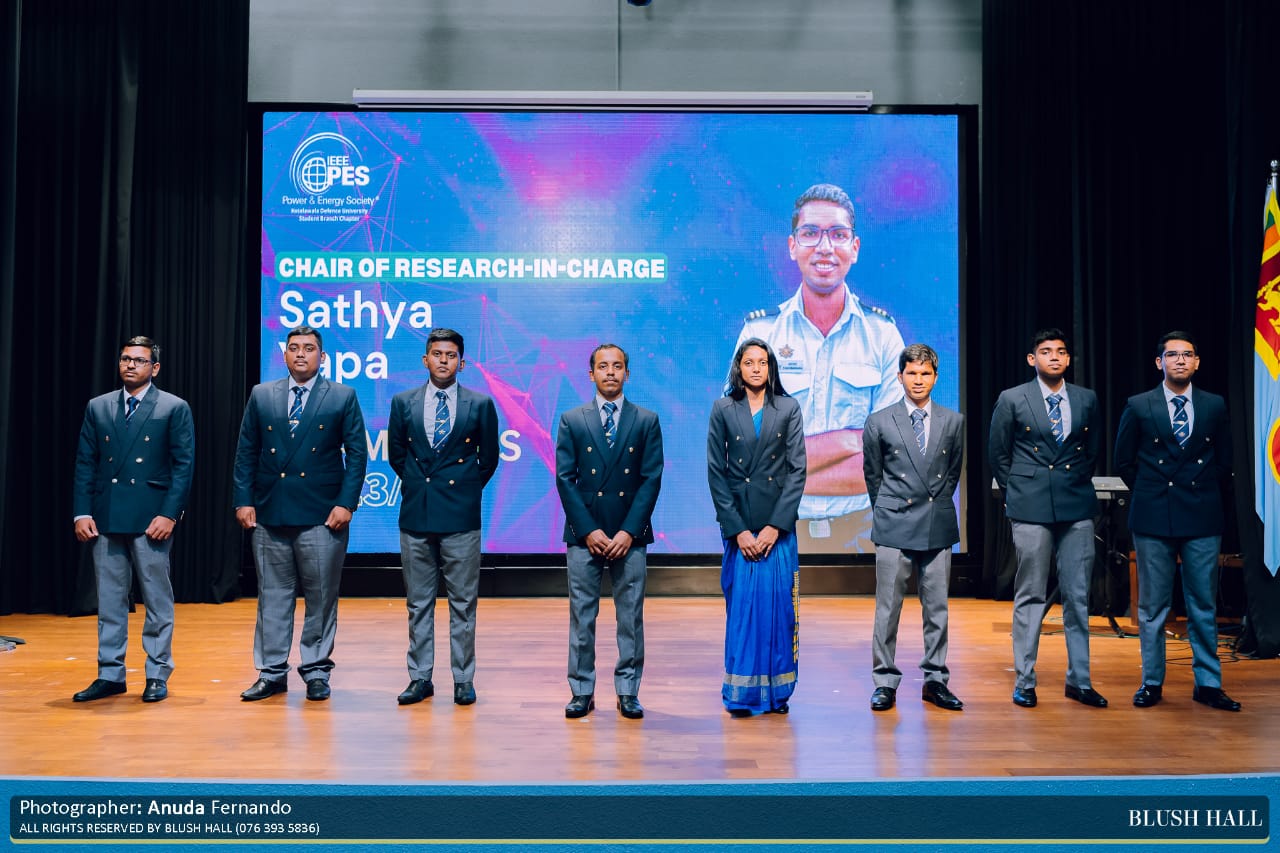 IEEE
PES
Power & Energy Society®
Kotelawala Defence University
Student Branch Chapter
CHAIR OF RESEARCH-IN-CHARGE
Sathya
apa
S
Photographer: Anuda Fernando
ALL RIGHTS RESERVED BY BLUSH HALL (076 393 5836)
BLUSH HALL